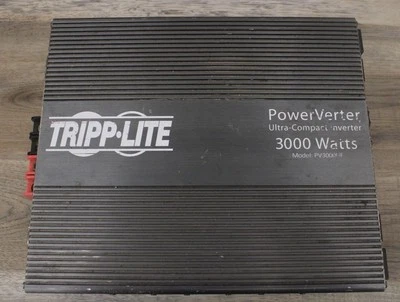 TRIPP·LITE
PowerVerter
Ultra-Compact Inverter
3000 Watts
Model: